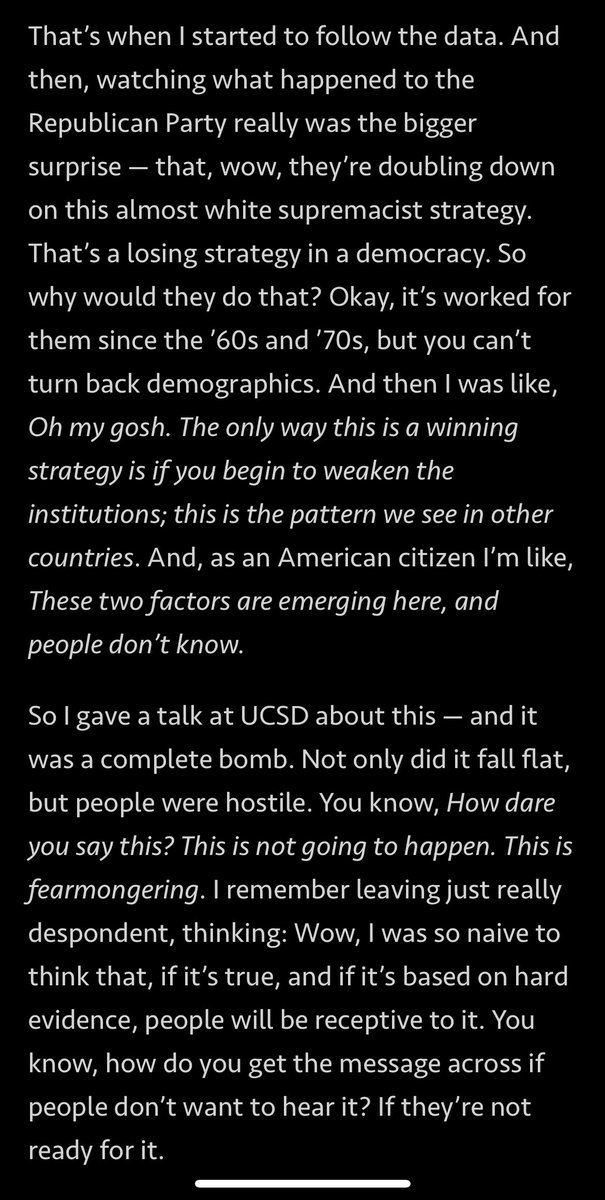 That’s when I started to follow the data. And
then, watching what happened to the
Republican Party really was the bigger
surprise — that, wow, they’re doubling down
on this almost white supremacist strategy.
That’s a losing strategy in a democracy. So
why would they do that? Okay, it’s worked for
them since the ’60s and ’70s, but you can’t
turn back demographics. And then I was like,
Oh my gosh. The only way this is a winning
strategy is if you begin to weaken the
institutions; this is the pattern we see in other
countries. And, as an American citizen I’m like,
These two factors are emerging here, and
people don’t know.
So I gave a talk at UCSD about this — and it
was a complete bomb. Not only did it fall flat,
but people were hostile. You know, How dare
you say this? This is not going to happen. This is
fearmongering. I remember leaving just really
despondent, thinking: Wow, I was so naive to
think that, if it’s true, and if it’s based on hard
evidence, people will be receptive to it. You
know, how do you get the message across if
people don’t want to hear it? If they’re not
ready for it.